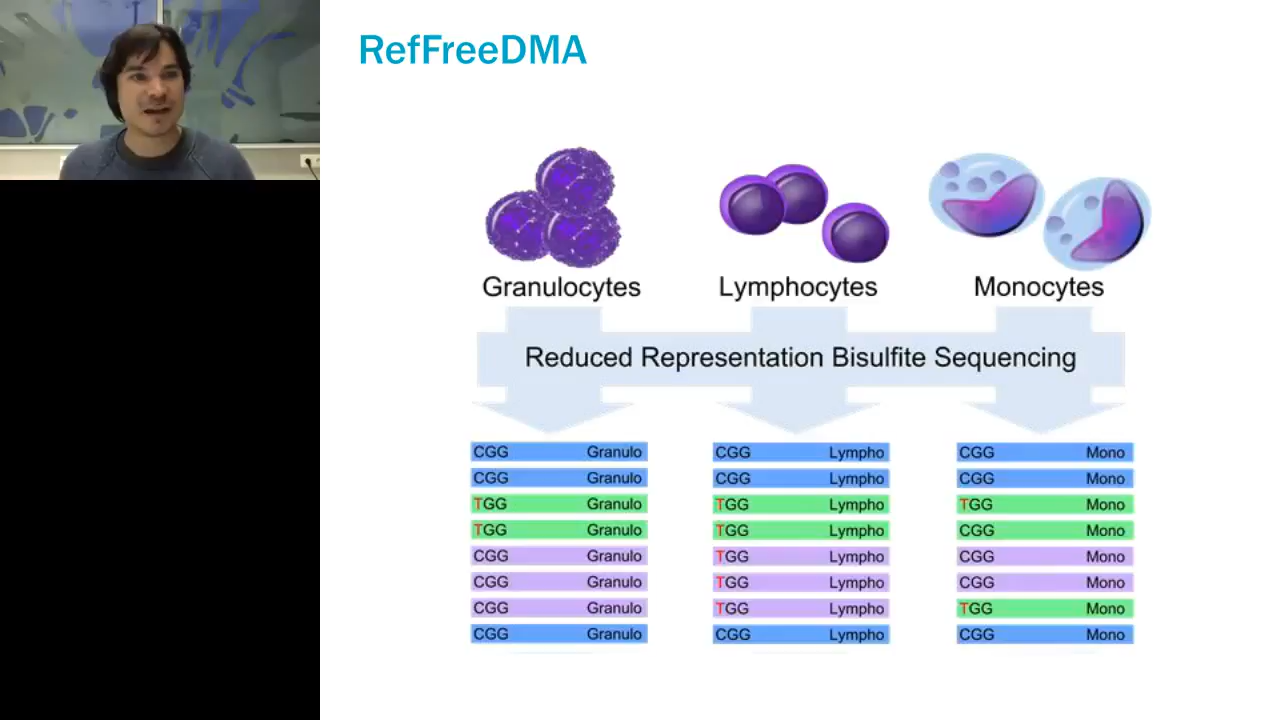 RefFreeDMA
Granulocytes Lymphocytes Monocytes
Reduced Representation Bisulfite Sequencing
CGG Granulo CGG Lympho CGG Mono
CGG Granulo CGG Lympho CGG Mono
TGG Granulo TGG Lympho TGG Mono
TGG Granulo TGG Lympho CGG Mono
CGG Granulo TGG Lympho CGG Mono
CGG Granulo TGG Lympho CGG Mono
CGG Granulo TGG Lympho TGG Mono
CGG Granulo CGG Lympho CGG Mono